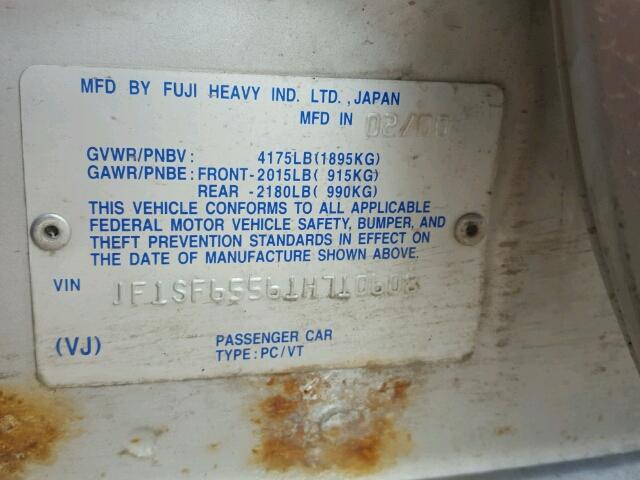 MFD BY FUJI HEAVY IND. LTD., JAPAN
MFD IN 02/00
GVWR/PNBV: 4175LB(1895KG)
GAWR/PNBE: FRONT-2015LB( 915KG)
REAR -2180LB( 990KG)
THIS VEHICLE CONFORMS TO ALL APPLICABLE
FEDERAL MOTOR VEHICLE SAFETY, BUMPER, AND
THEFT PREVENTION STANDARDS IN EFFECT ON
THE DATE OF MANUFACTURE SHOWN ABOVE.
VIN
(VJ)
PASSENGER CAR
TYPE: PC/VT